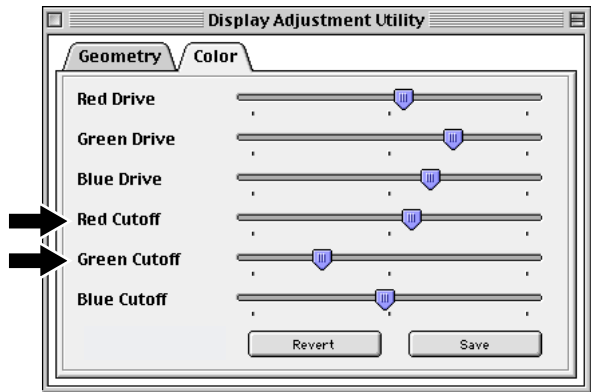 Display Adjustment Utility
Geometry Color
Red Drive
Green Drive
Blue Drive
Red Cutoff
Green Cutoff
Blue Cutoff
Revert Save